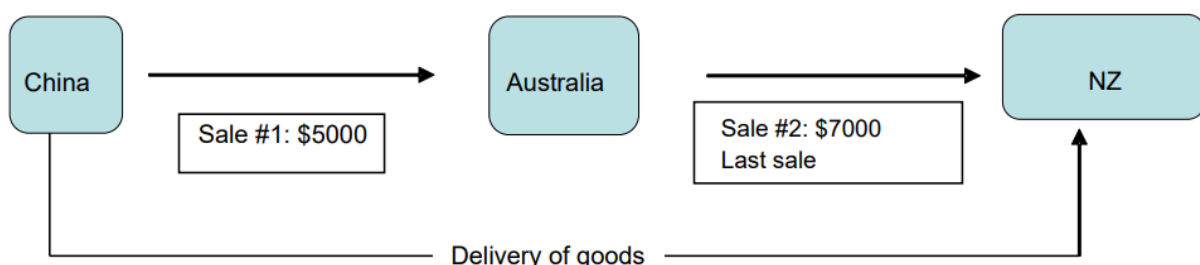 China
Sale #1: $5000
Australia
Sale #2: $7000
Last sale
NZ
Delivery of goods